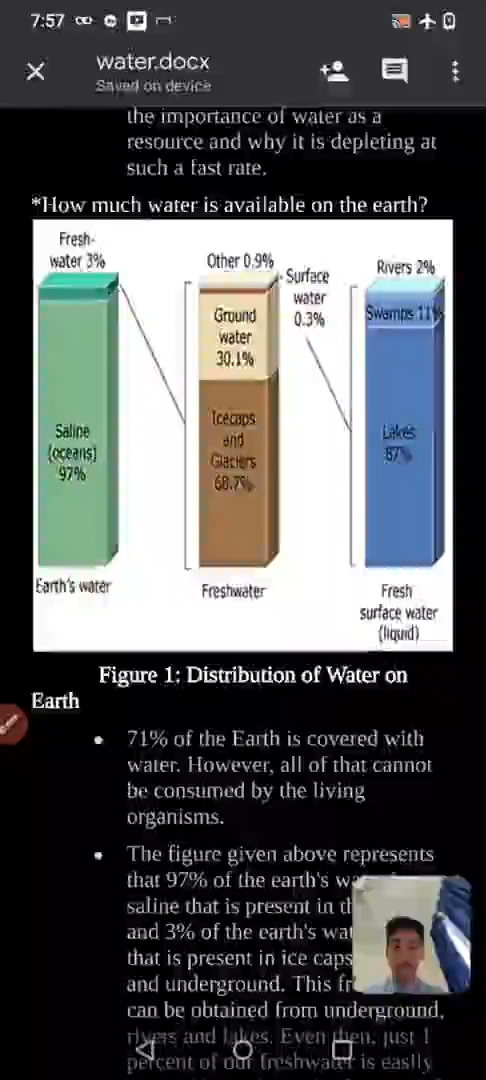 7:57
water.docx
Saved on device
the importance of water as a
resource and why it is depleting at
such a fast rate.
*How much water is available on the earth?
Fresh-
water 3%
Saline
(oceans)
97%
Earth's water
Other 0.9%
Ground
water
30.1%
Icecaps
and
Glaciers
68.7%
Freshwater
Surface
water
0.3%
Rivers 2%
Swamps 11%
Lakes
87%
Fresh
surface water
(liquid)
Figure 1: Distribution of Water on
Earth
• 71% of the Earth is covered with
water. However, all of that cannot
be consumed by the living
organisms.
• The figure given above represents
that 97% of the earth's
saline that is present in
and 3% of the earth's
that is present in ice caps
and underground. This
can be obtained from underground,
rivers and lakes. Even then, just 1
percent of our freshwater is easily